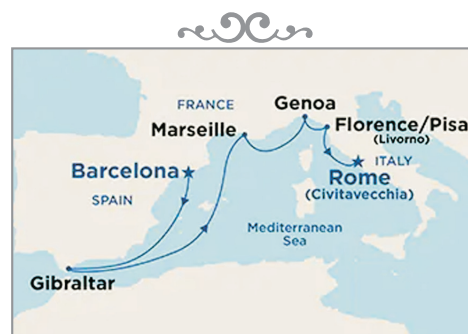 FRANCE
Genoa
Marseille
Florence/Pisa
(Livorno)
Barcelona
ITALY
Rome
(Civitavecchia)
SPAIN
Mediterranean
Sea
Gibraltar